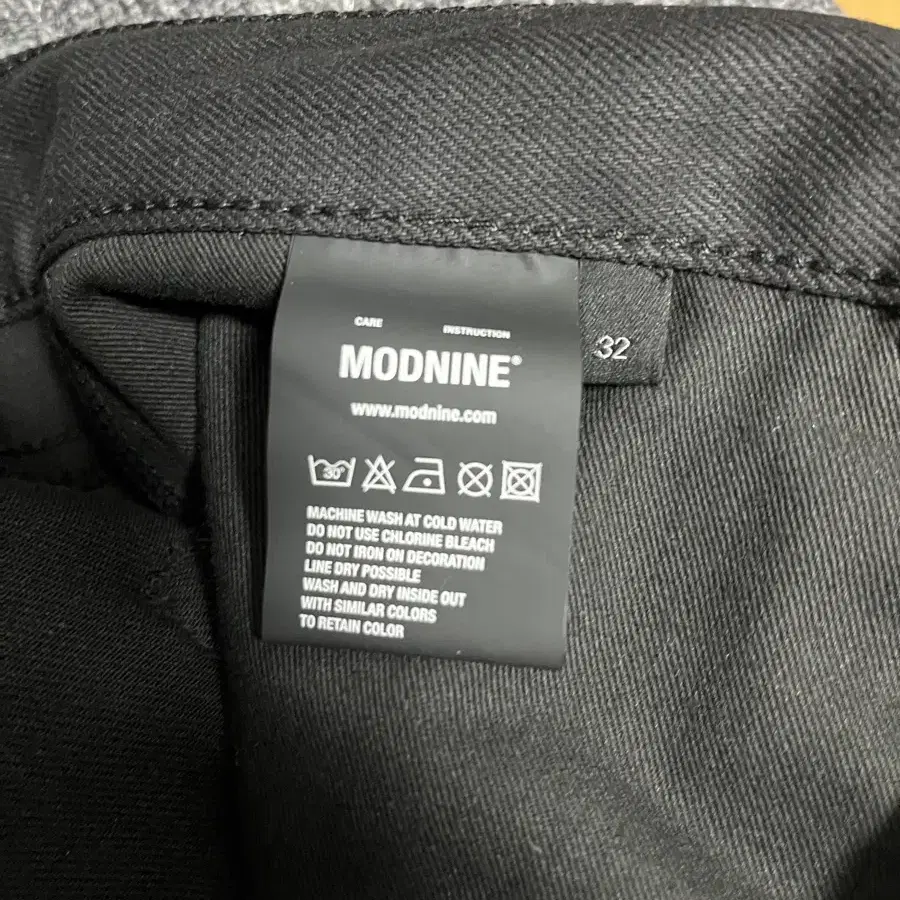 CARE INSTRUCTION
MODNINE®
32
www.modnine.com
30°
MACHINE WASH AT COLD WATER
DO NOT USE CHLORINE BLEACH
DO NOT IRON ON DECORATION
LINE DRY POSSIBLE
WASH AND DRY INSIDE OUT
WITH SIMILAR COLORS
TO RETAIN COLOR